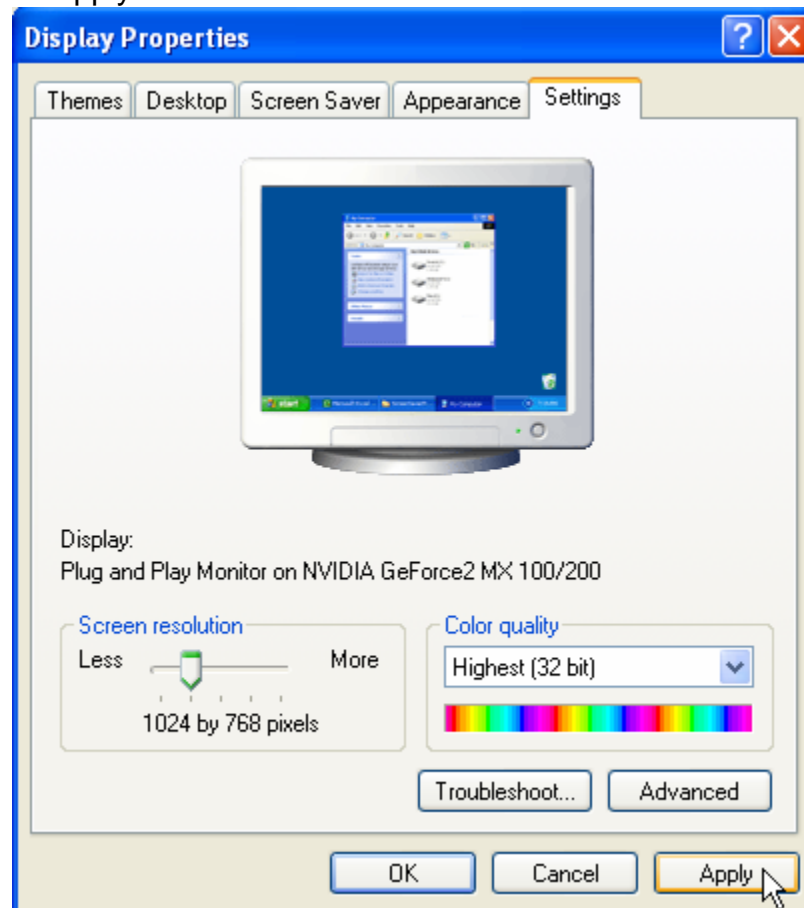 Display Properties
Themes Desktop Screen Saver Appearance Settings
start
Display:
Plug and Play Monitor on NVIDIA GeForce2 MX 100/200
Screen resolution
Color quality
Less More
Highest (32 bit)
1024 by 768 pixels
Troubleshoot... Advanced
OK Cancel Apply